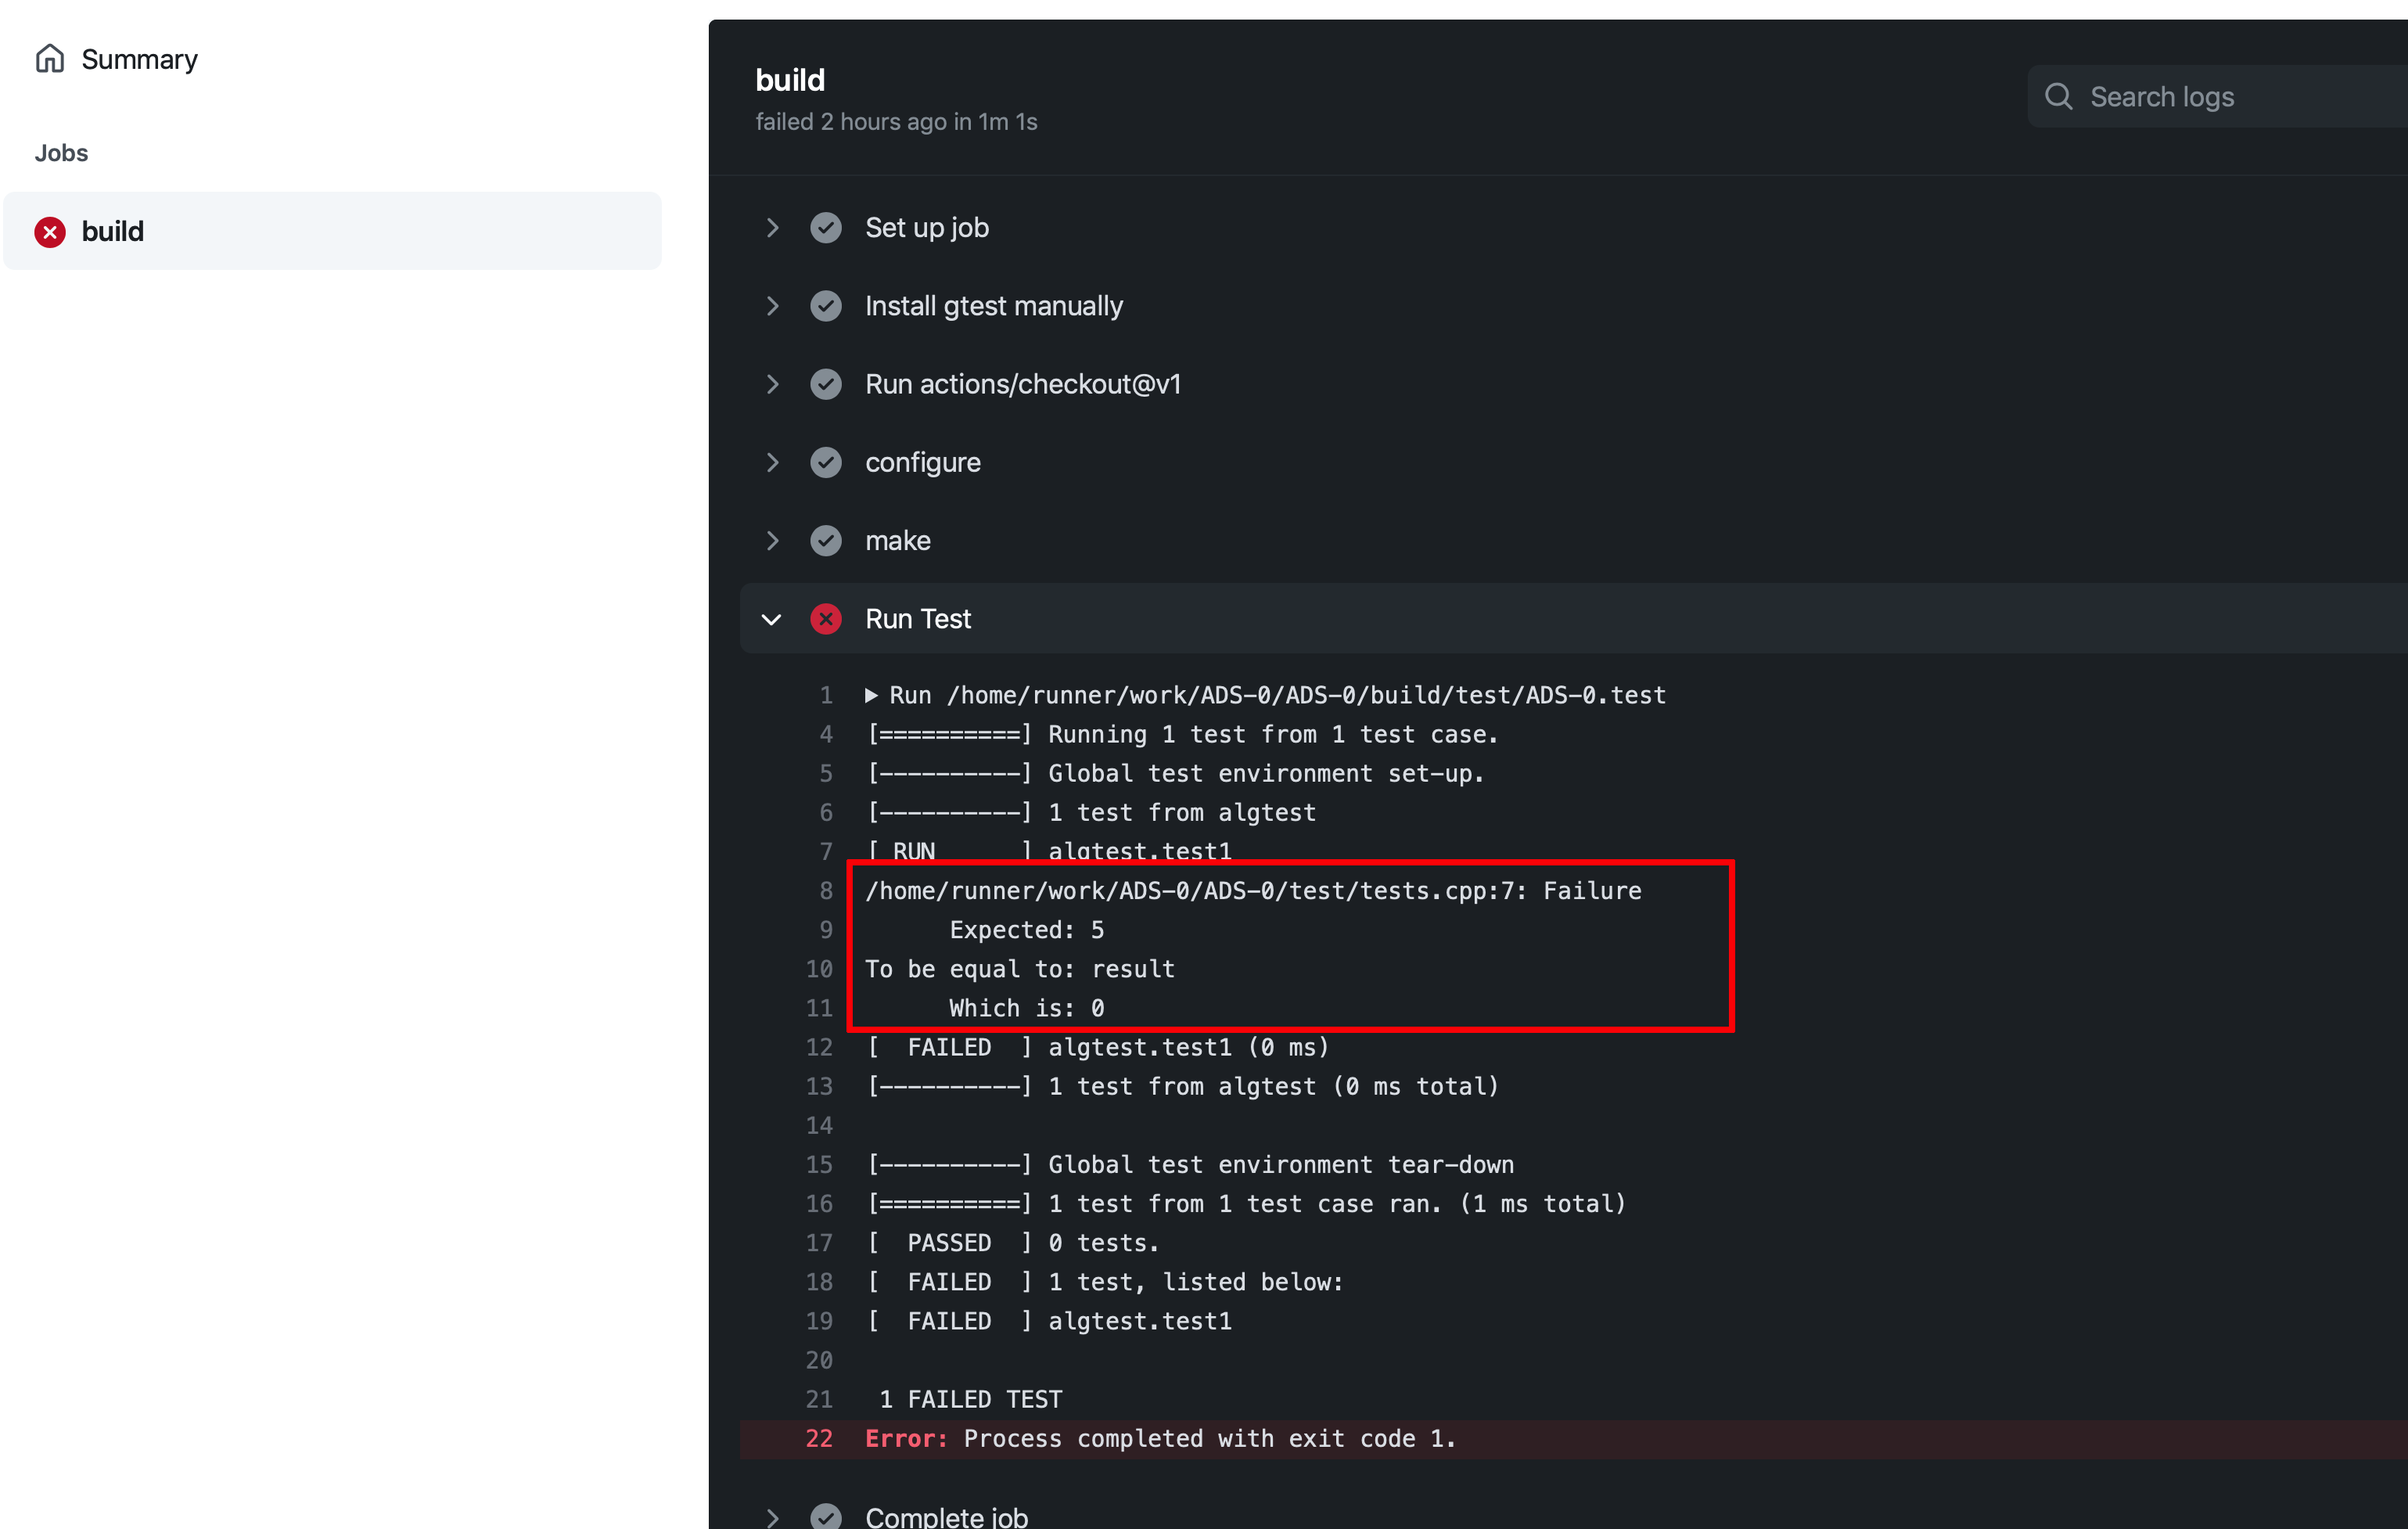 Summary
Jobs
build
build
failed 2 hours ago in 1m 1s
Search logs
Set up job
Install gtest manually
Run actions/checkout@v1
configure
make
Run Test
1 Run /home/runner/work/ADS-0/ADS-0/build/test/ADS-0.test
4 [==========] Running 1 test from 1 test case.
5 [----------] Global test environment set-up.
6 [----------] 1 test from algtest
7 [ RUN      ] algtest.test1
8 /home/runner/work/ADS-0/ADS-0/test/tests.cpp:7: Failure
9       Expected: 5
10 To be equal to: result
11       Which is: 0
12 [  FAILED  ] algtest.test1 (0 ms)
13 [----------] 1 test from algtest (0 ms total)
14
15 [----------] Global test environment tear-down
16 [==========] 1 test from 1 test case ran. (1 ms total)
17 [  PASSED  ] 0 tests.
18 [  FAILED  ] 1 test, listed below:
19 [  FAILED  ] algtest.test1
20
21  1 FAILED TEST
22 Error: Process completed with exit code 1.
Complete job